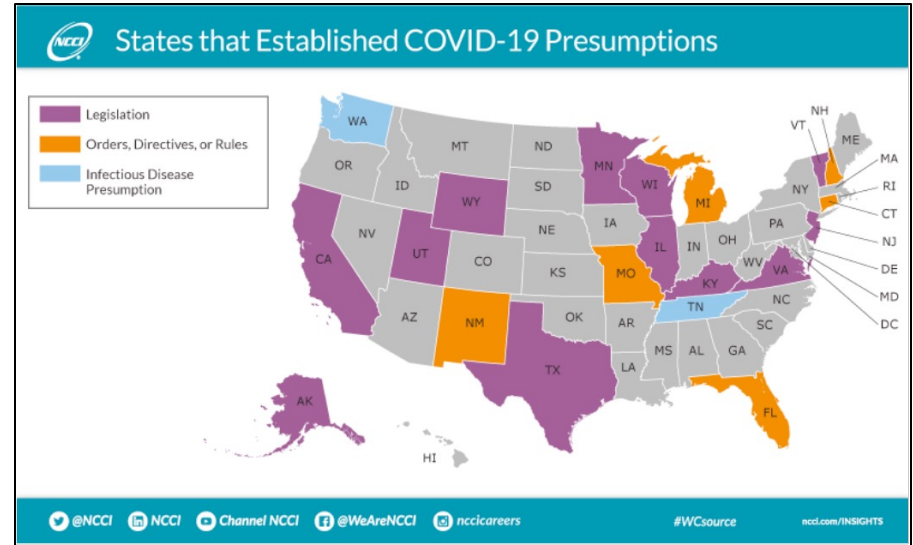 NCCI
States that Established COVID-19 Presumptions
Legislation
Orders, Directives, or Rules
Infectious Disease
Presumption
WA
OR
CA
NV
ID
MT
WY
UT
AZ
NM
CO
ND
SD
NE
KS
OK
TX
MN
IA
MO
AR
LA
WI
IL
MI
IN
OH
KY
TN
MS
AL
GA
FL
SC
NC
VA
WV
PA
NY
VT
NH
ME
MA
RI
CT
NJ
DE
MD
DC
AK
HI
@NCCI NCCI Channel NCCI @WeAreNCCI nccicareers #WCsource ncci.com/INSIGHTS